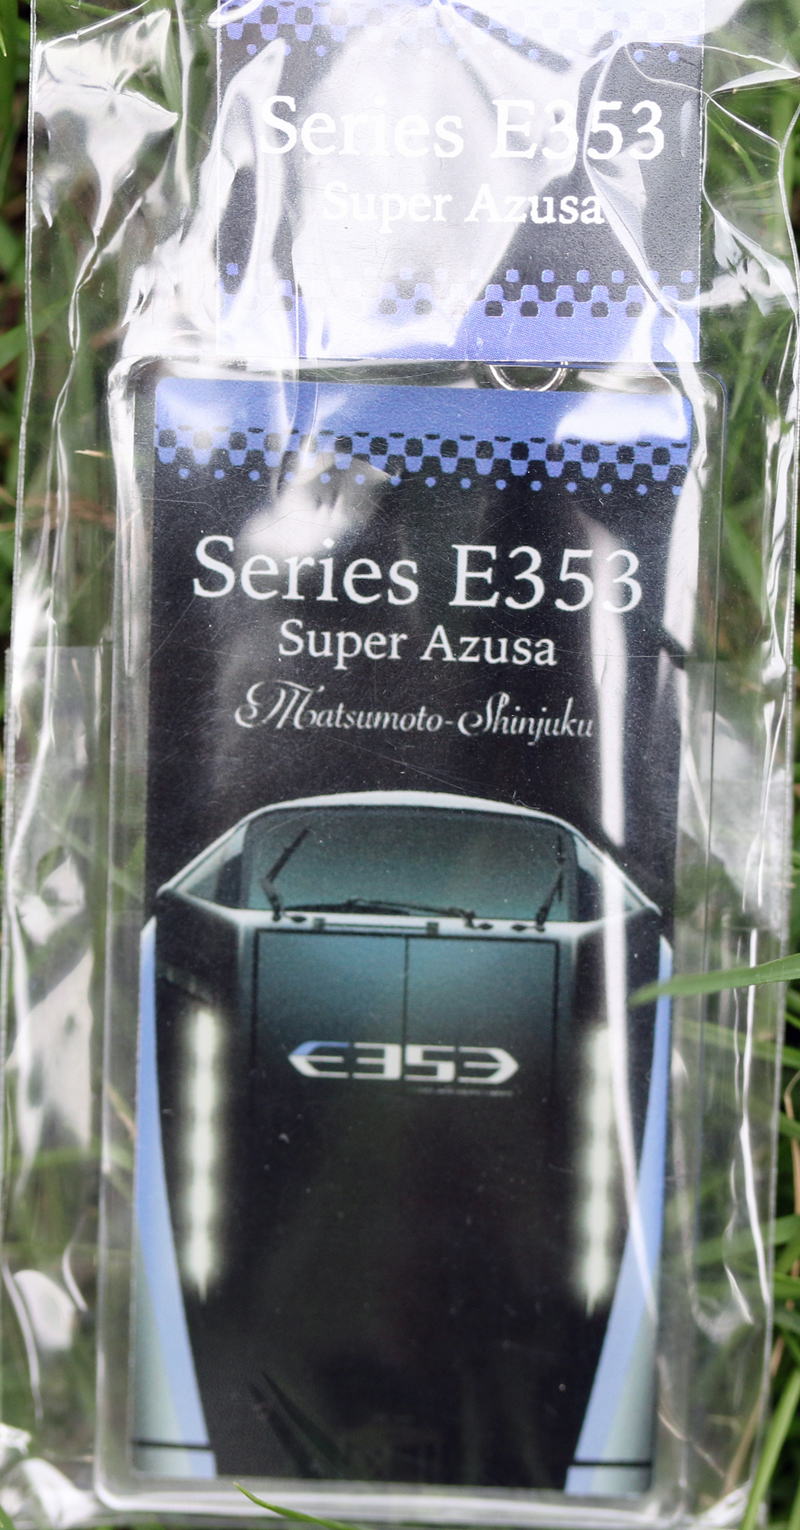 Series E353
Super Azusa
Series E353
Super Azusa
Matsumoto-Shinjuku
E353